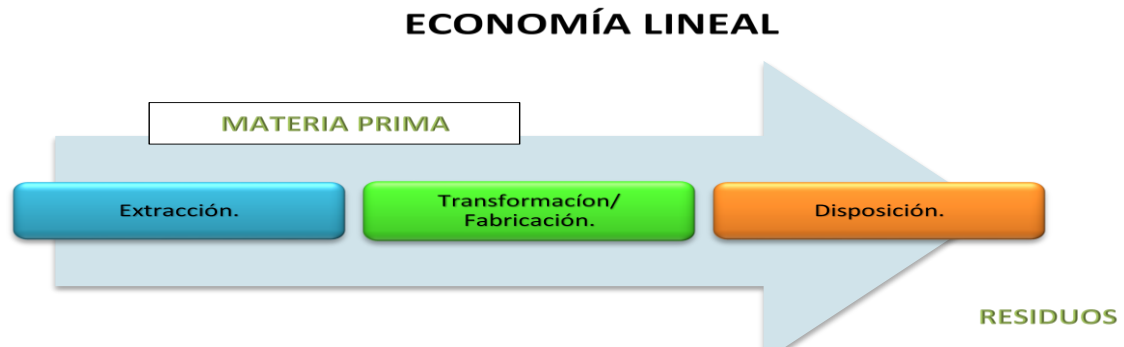 ECONOMÍA LINEAL
MATERIA PRIMA
Extracción.
Transformacíon/
Fabricación.
Disposición.
RESIDUOS